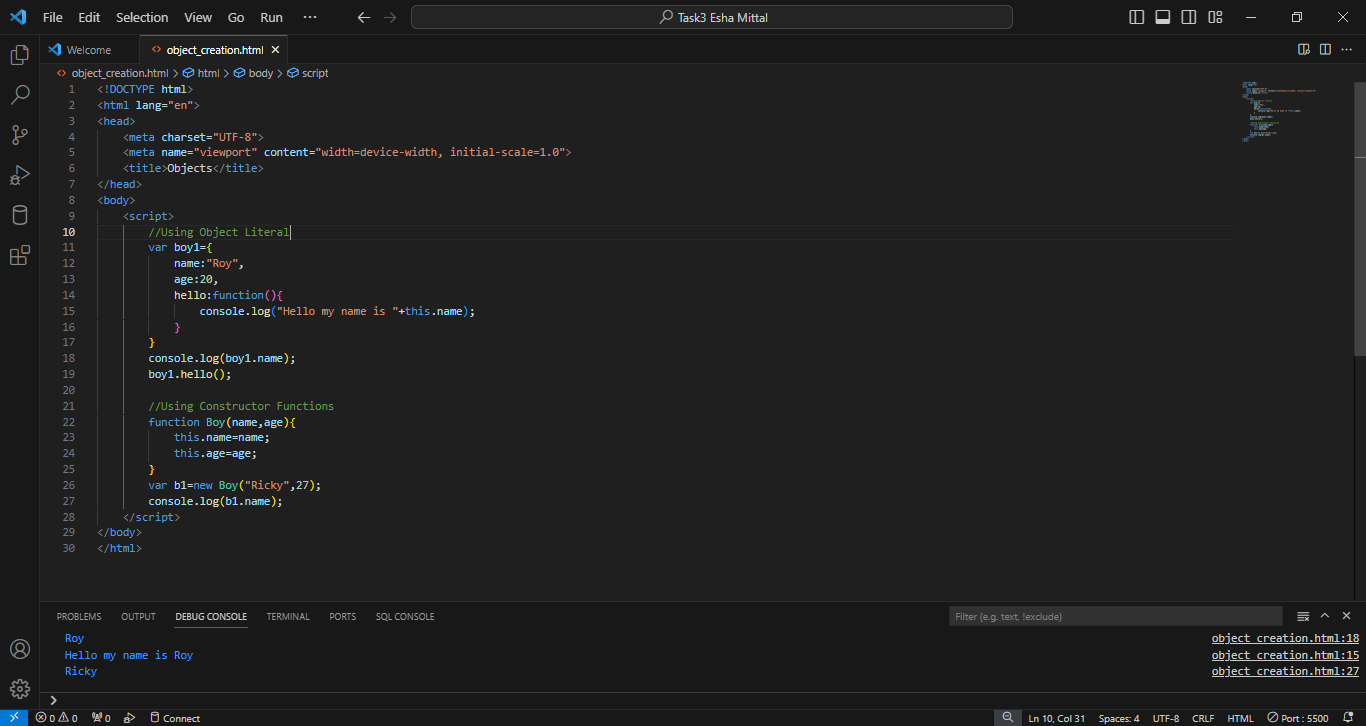 File Edit Selection View Go Run ··· Task3 Esha Mittal
Welcome object_creation.html
object_creation.html > html > body > script
1 <!DOCTYPE html>
2 <html lang="en">
3 <head>
4     <meta charset="UTF-8">
5     <meta name="viewport" content="width=device-width, initial-scale=1.0">
6     <title>Objects</title>
7 </head>
8 <body>
9     <script>
10         //Using Object Literal
11         var boy1={
12             name:"Roy",
13             age:20,
14             hello:function(){
15                 console.log("Hello my name is "+this.name);
16             }
17         }
18         console.log(boy1.name);
19         boy1.hello();
20
21         //Using Constructor Functions
22         function Boy(name,age){
23             this.name=name;
24             this.age=age;
25         }
26         var b1=new Boy("Ricky",27);
27         console.log(b1.name);
28     </script>
29 </body>
30 </html>
PROBLEMS OUTPUT DEBUG CONSOLE TERMINAL PORTS SQL CONSOLE Filter (e.g. text, !exclude)
Roy object_creation.html:18
Hello my name is Roy object_creation.html:15
Ricky object_creation.html:27
>
0 0 0 Connect Ln 10, Col 31 Spaces: 4 UTF-8 CRLF HTML Port : 5500